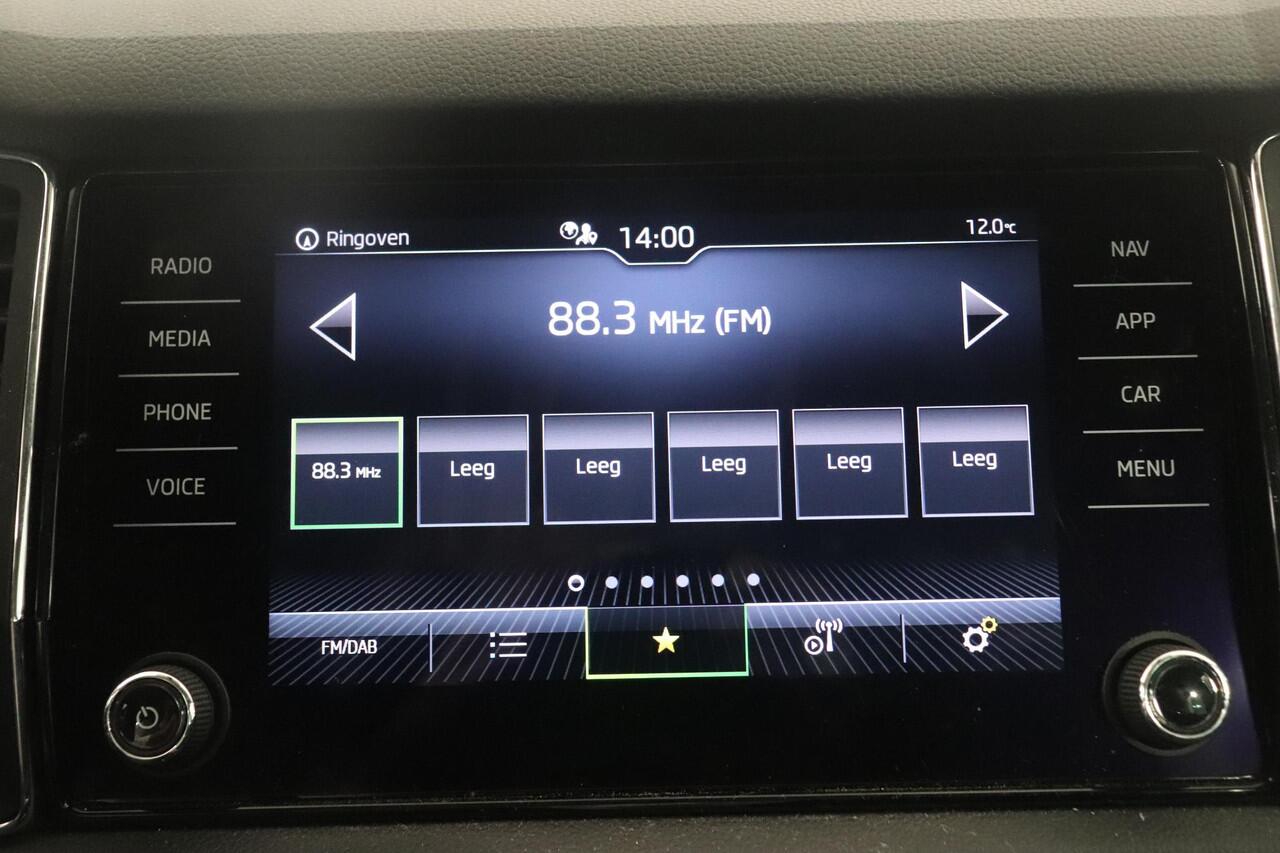 Ringoven
14:00
12.0°C
RADIO
MEDIA
PHONE
VOICE
88.3 MHz (FM)
88.3 MHz
Leeg
Leeg
Leeg
Leeg
Leeg
FM/DAB
NAV
APP
CAR
MENU